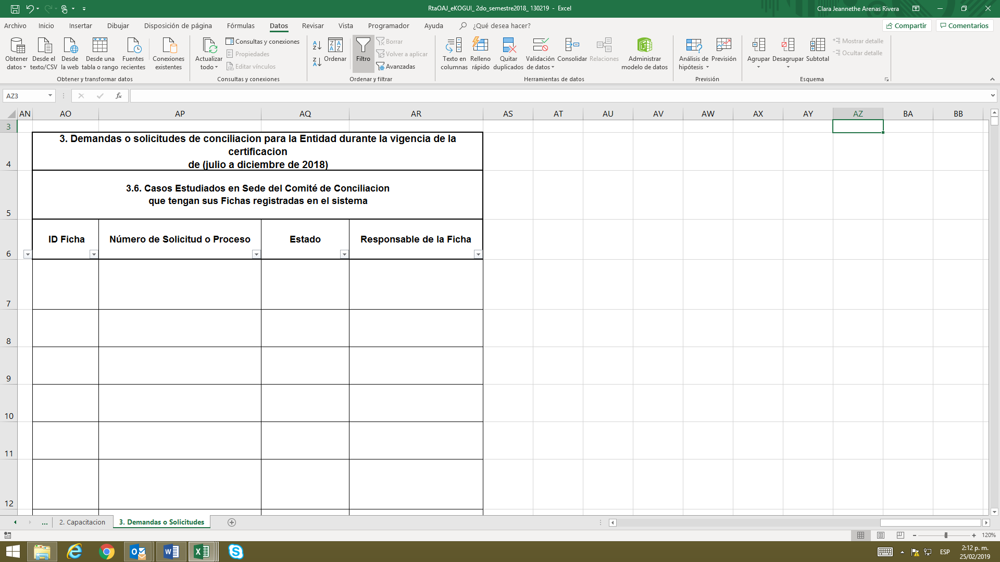 RtaOAJ_eKOGUI_ 2do_semestre2018_ 130219 - Excel
Clara Jeannethe Arenas Rivera
Archivo Inicio Insertar Dibujar Disposición de página Fórmulas Datos Revisar Vista Programador Ayuda ¿Qué desea hacer? Compartir Comentarios
Obtener datos
Desde el texto/CSV
Desde la web
Desde una tabla o rango
Fuentes recientes
Conexiones existentes
Obtener y transformar datos
Actualizar todo
Consultas y conexiones
Propiedades
Editar vínculos
Consultas y conexiones
Ordenar
Filtro
Borrar
Volver a aplicar
Avanzadas
Ordenar y filtrar
Texto en columnas
Relleno rápido
Quitar duplicados
Validación de datos
Consolidar
Relaciones
Administrar modelo de datos
Herramientas de datos
Análisis de hipótesis
Previsión
Previsión
Agrupar
Desagrupar
Subtotal
Mostrar detalle
Ocultar detalle
Esquema
AZ3
fx
AN AO AP AQ AR AS AT AU AV AW AX AY AZ BA BB
3
3. Demandas o solicitudes de conciliacion para la Entidad durante la vigencia de la
certificacion
de (julio a diciembre de 2018)
4
3.6. Casos Estudiados en Sede del Comité de Conciliacion
que tengan sus Fichas registradas en el sistema
5
ID Ficha Número de Solicitud o Proceso Estado Responsable de la Ficha
6
7
8
9
10
11
12
... 2. Capacitacion 3. Demandas o Solicitudes
120%
ESP
2:12 p. m.
25/02/2019